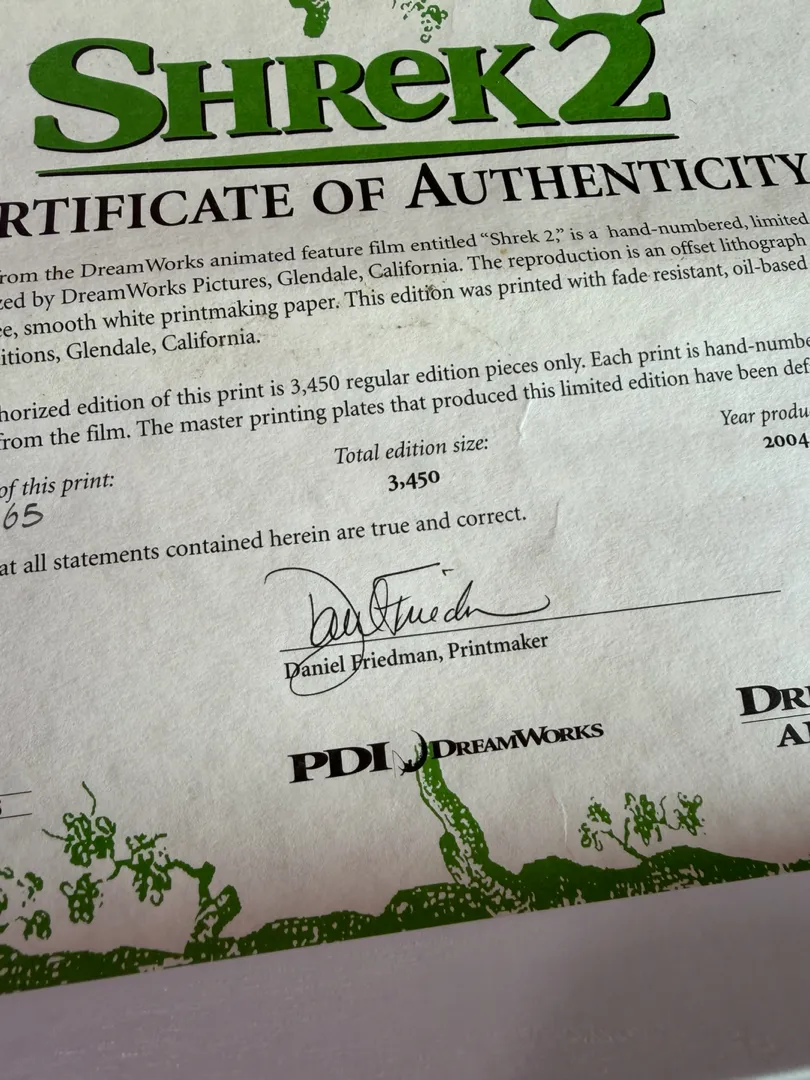 SHReK 2
RTIFICATE OF AUTHENTICITY
rom the DreamWorks animated feature film entitled “Shrek 2,” is a hand-numbered, limited
zed by DreamWorks Pictures, Glendale, California. The reproduction is an offset lithograph
ee, smooth white printmaking paper. This edition was printed with fade resistant, oil-based
itions, Glendale, California.
horized edition of this print is 3,450 regular edition pieces only. Each print is hand-numbe
from the film. The master printing plates that produced this limited edition have been def
of this print: Total edition size: Year produ
65 3,450 2004
at all statements contained herein are true and correct.
Daniel Friedman, Printmaker
PDI DREAMWORKS
DR
A